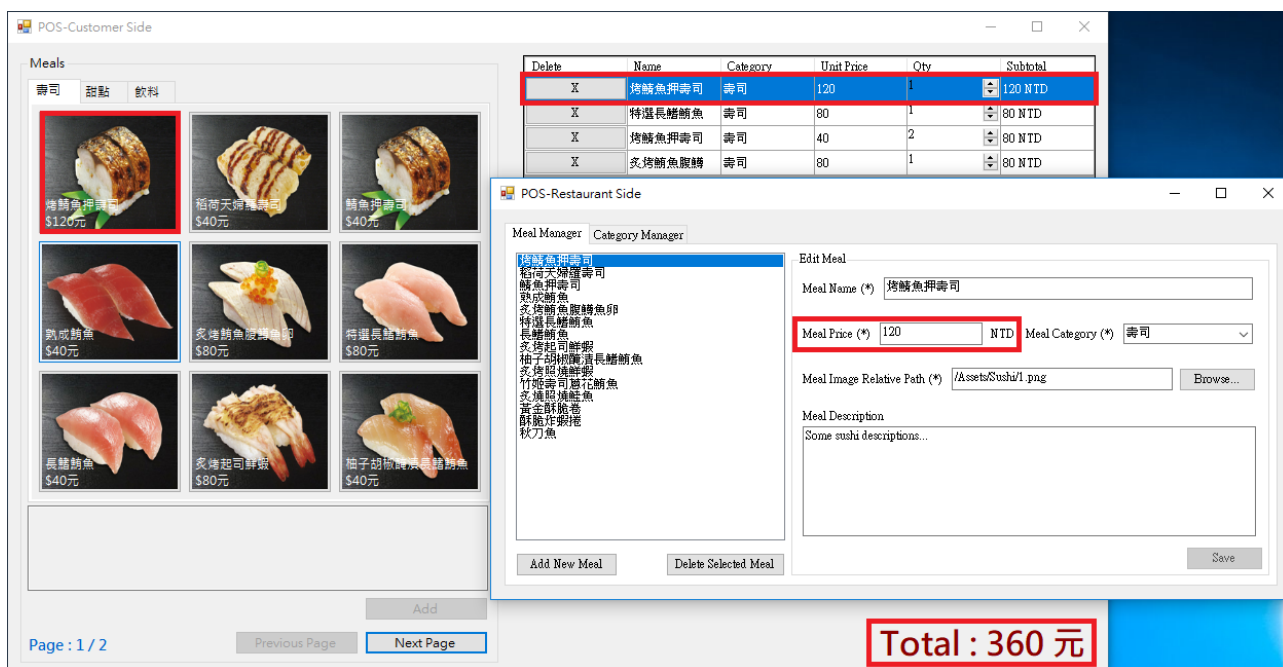 POS-Customer Side
Meals
壽司 甜點 飲料
烤鯖魚押壽司
$120元
稻荷天婦羅壽司
$40元
鯖魚押壽司
$40元
熟成鮪魚
$40元
炙烤鮪魚腹鱒魚卵
$80元
特選長鰭鮪魚
$80元
長鰭鮪魚
$40元
炙烤起司鮮蝦
$80元
柚子胡椒醃漬長鰭鮪魚
$40元
Add
Page : 1 / 2
Previous Page Next Page
Delete Name Category Unit Price Qty Subtotal
X 烤鯖魚押壽司 壽司 120 1 120 NTD
X 特選長鰭鮪魚 壽司 80 1 80 NTD
X 烤鯖魚押壽司 壽司 40 2 80 NTD
X 炙烤鮪魚腹鱒 壽司 80 1 80 NTD
POS-Restaurant Side
Meal Manager Category Manager
烤鯖魚押壽司
稻荷天婦羅壽司
鯖魚押壽司
熟成鮪魚
炙烤鮪魚腹鱒魚卵
特選長鰭鮪魚
長鰭鮪魚
炙烤起司鮮蝦
柚子胡椒醃漬長鰭鮪魚
炙烤照燒鮮蝦
竹姬壽司蔥花鮪魚
炙燒照燒鮭魚
黃金酥脆卷
酥脆炸蝦捲
秋刀魚
Add New Meal Delete Selected Meal
Edit Meal
Meal Name (*) 烤鯖魚押壽司
Meal Price (*) 120 NTD Meal Category (*) 壽司
Meal Image Relative Path (*) /Assets/Sushi/1.png Browse...
Meal Description
Some sushi descriptions...
Save
Total : 360 元